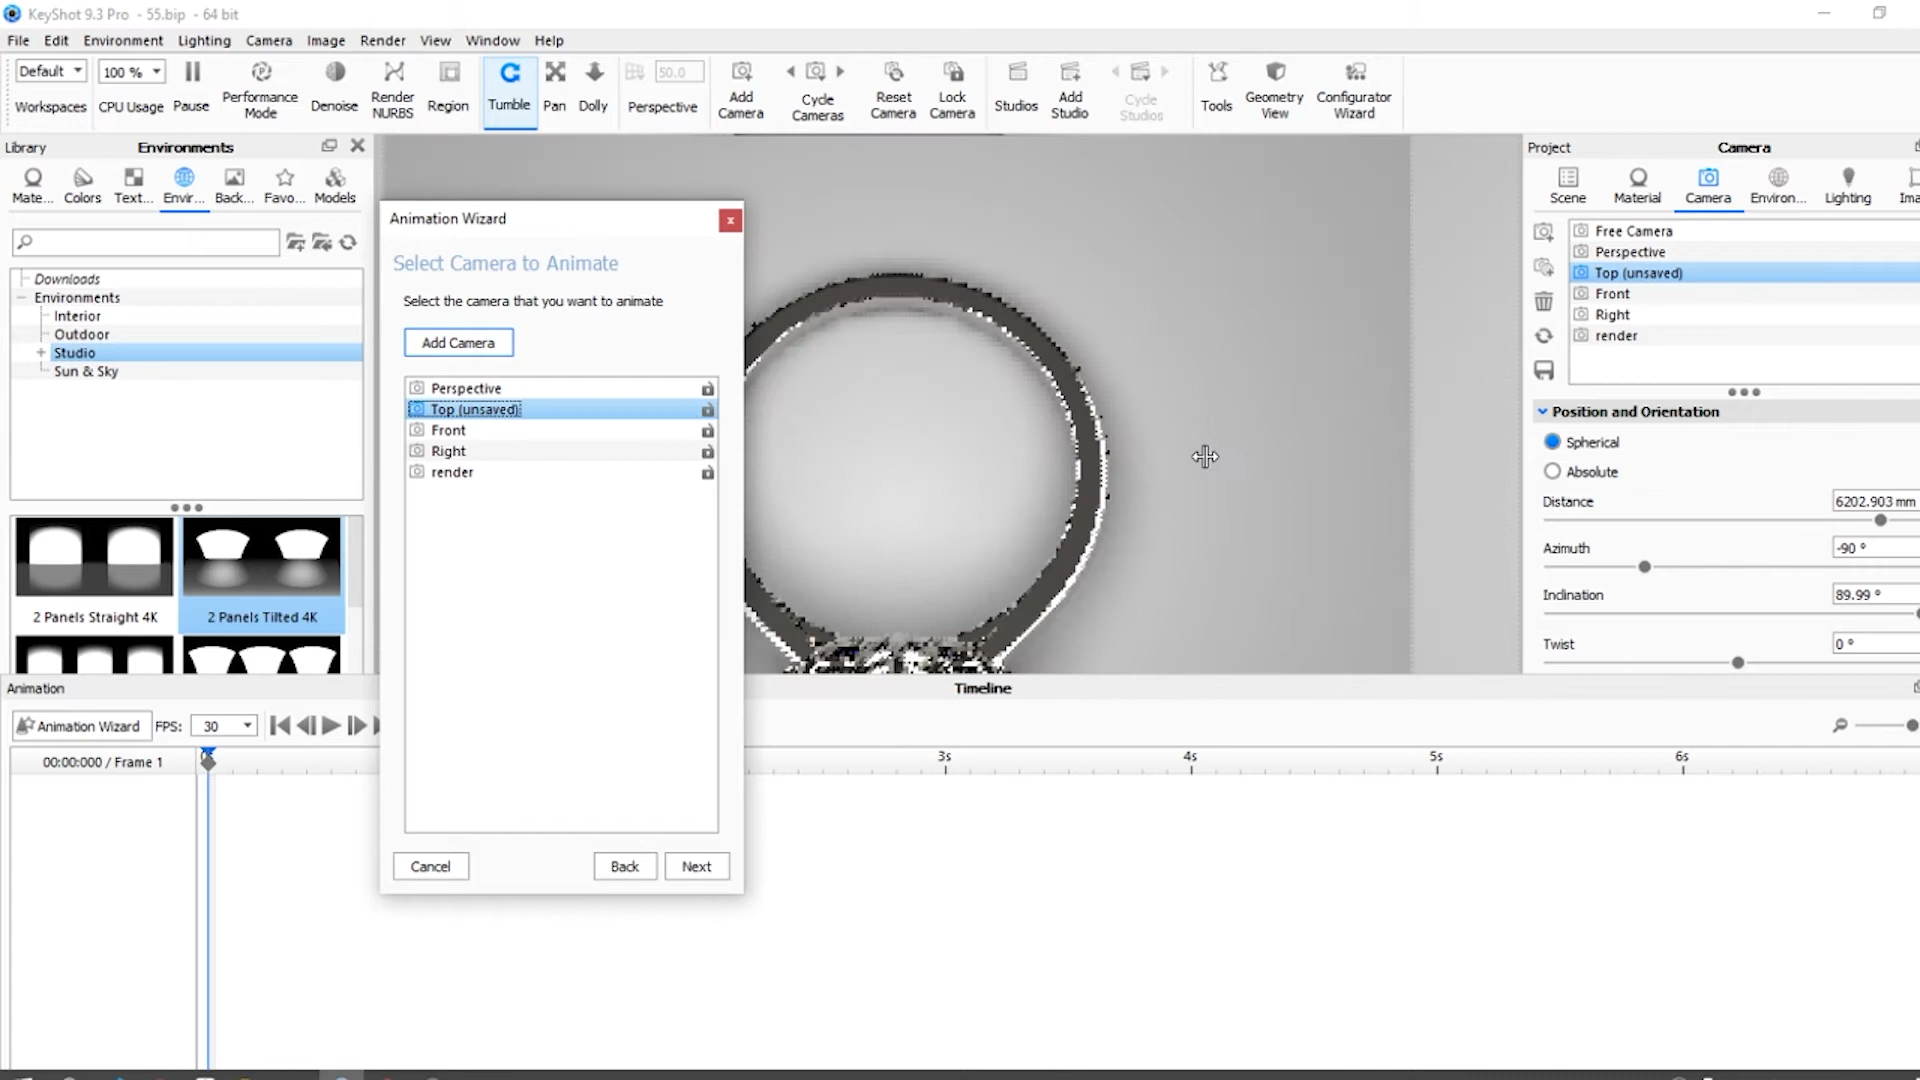 KeyShot 9.3 Pro - 55.bip - 64 bit
File Edit Environment Lighting Camera Image Render View Window Help
Default 100 % 50.0
Workspaces CPU Usage Pause Performance Mode Denoise Render NURBS Region Tumble Pan Dolly Perspective Add Camera Cycle Cameras Reset Camera Lock Camera Studios Add Studio Cycle Studios Tools Geometry View Configurator Wizard
Library Environments
Mate... Colors Text... Envir... Back... Favo... Models
Downloads
Environments
Interior
Outdoor
Studio
Sun & Sky
2 Panels Straight 4K 2 Panels Tilted 4K
Animation Wizard
x
Select Camera to Animate
Select the camera that you want to animate
Add Camera
Perspective
Top (unsaved)
Front
Right
render
Cancel Back Next
Project Camera
Scene Material Camera Environ... Lighting Ima
Free Camera
Perspective
Top (unsaved)
Front
Right
render
Position and Orientation
Spherical
Absolute
Distance 6202.903 mm
Azimuth -90 °
Inclination 89.99 °
Twist 0 °
Animation Timeline
Animation Wizard FPS: 30
00:00:000 / Frame 1
3s 4s 5s 6s